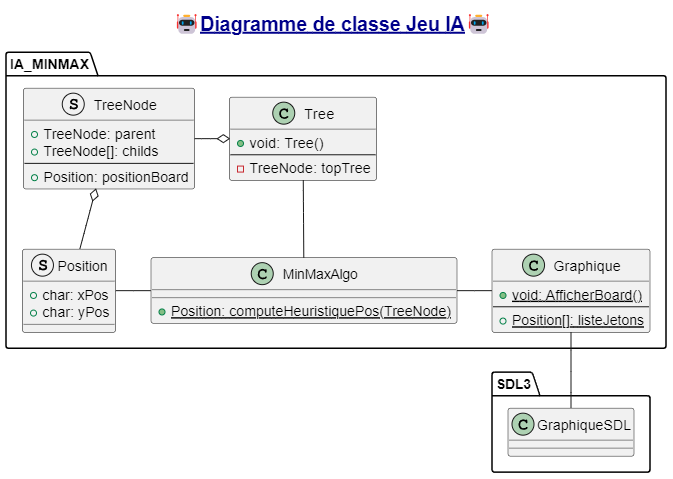 Diagramme de classe Jeu IA
IA_MINMAX
S TreeNode
TreeNode: parent
TreeNode[]: childs
Position: positionBoard
C Tree
void: Tree()
TreeNode: topTree
S Position
char: xPos
char: yPos
C MinMaxAlgo
Position: computeHeuristiquePos(TreeNode)
C Graphique
void: AfficherBoard()
Position[]: listeJetons
SDL3
C GraphiqueSDL